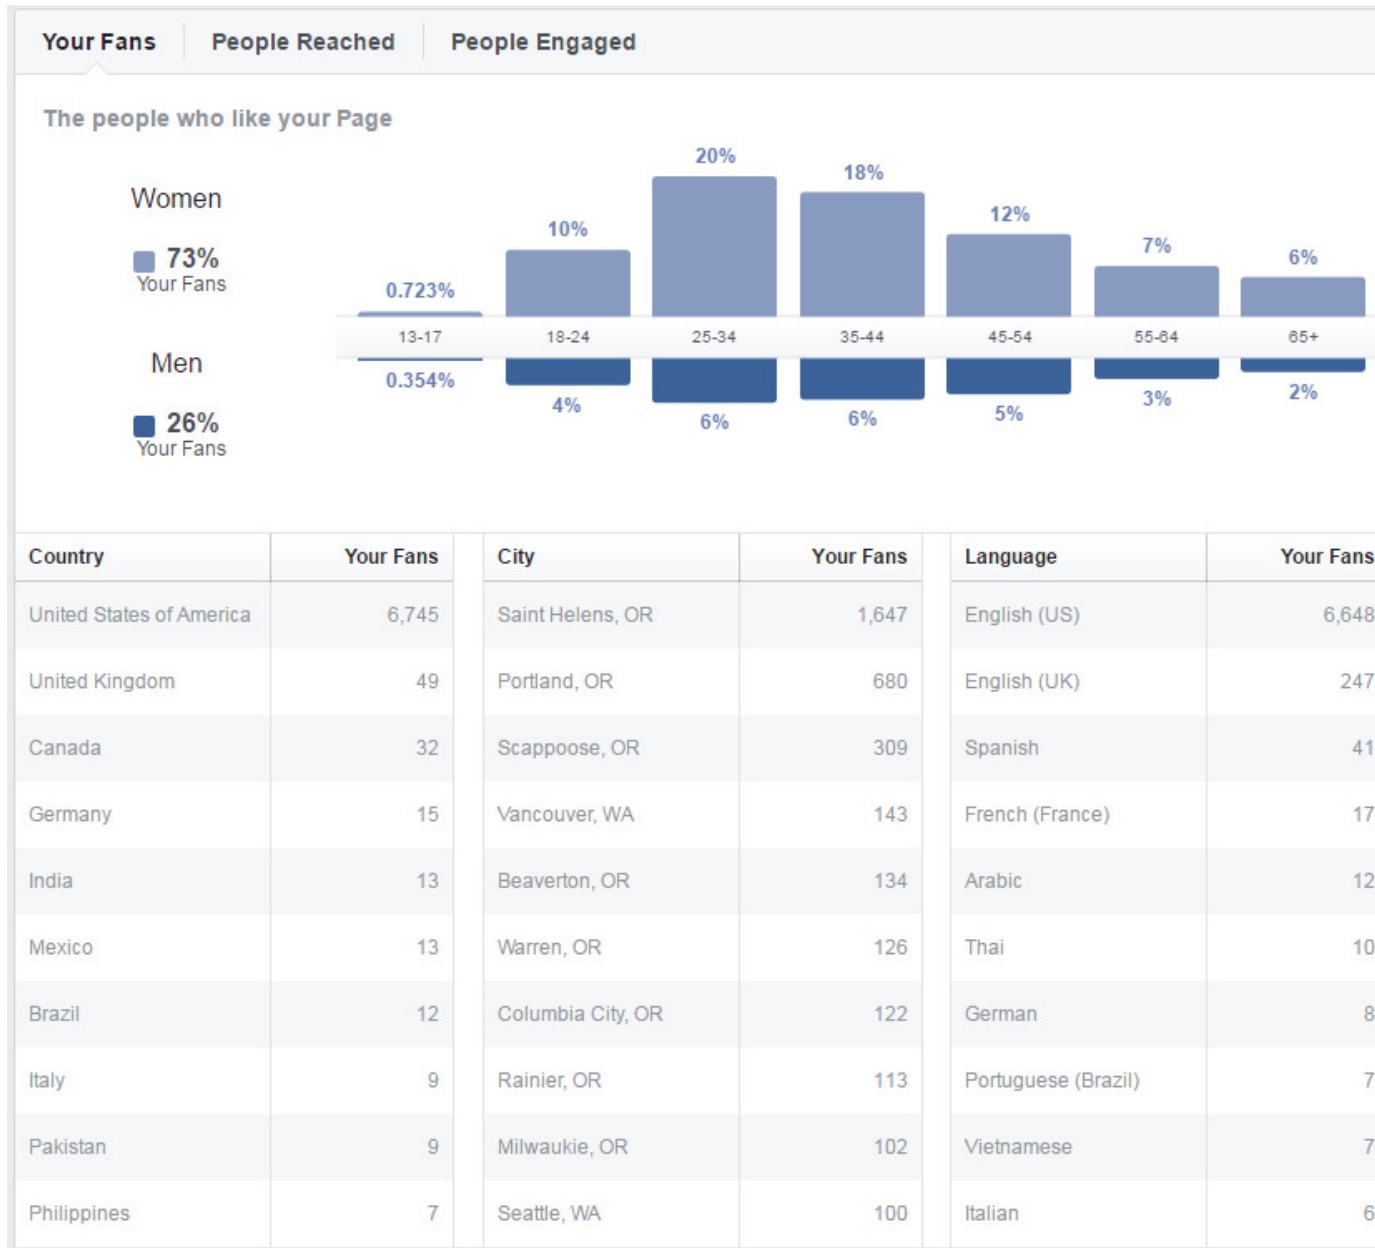 Your Fans People Reached People Engaged
The people who like your Page
Women
73%
Your Fans
Men
26%
Your Fans
0.723% 10% 20% 18% 12% 7% 6%
13-17 18-24 25-34 35-44 45-54 55-64 65+
0.354% 4% 6% 6% 5% 3% 2%
Country Your Fans City Your Fans Language Your Fans
United States of America 6,745 Saint Helens, OR 1,647 English (US) 6,648
United Kingdom 49 Portland, OR 680 English (UK) 247
Canada 32 Scappoose, OR 309 Spanish 41
Germany 15 Vancouver, WA 143 French (France) 17
India 13 Beaverton, OR 134 Arabic 12
Mexico 13 Warren, OR 126 Thai 10
Brazil 12 Columbia City, OR 122 German 8
Italy 9 Rainier, OR 113 Portuguese (Brazil) 7
Pakistan 9 Milwaukie, OR 102 Vietnamese 7
Philippines 7 Seattle, WA 100 Italian 6